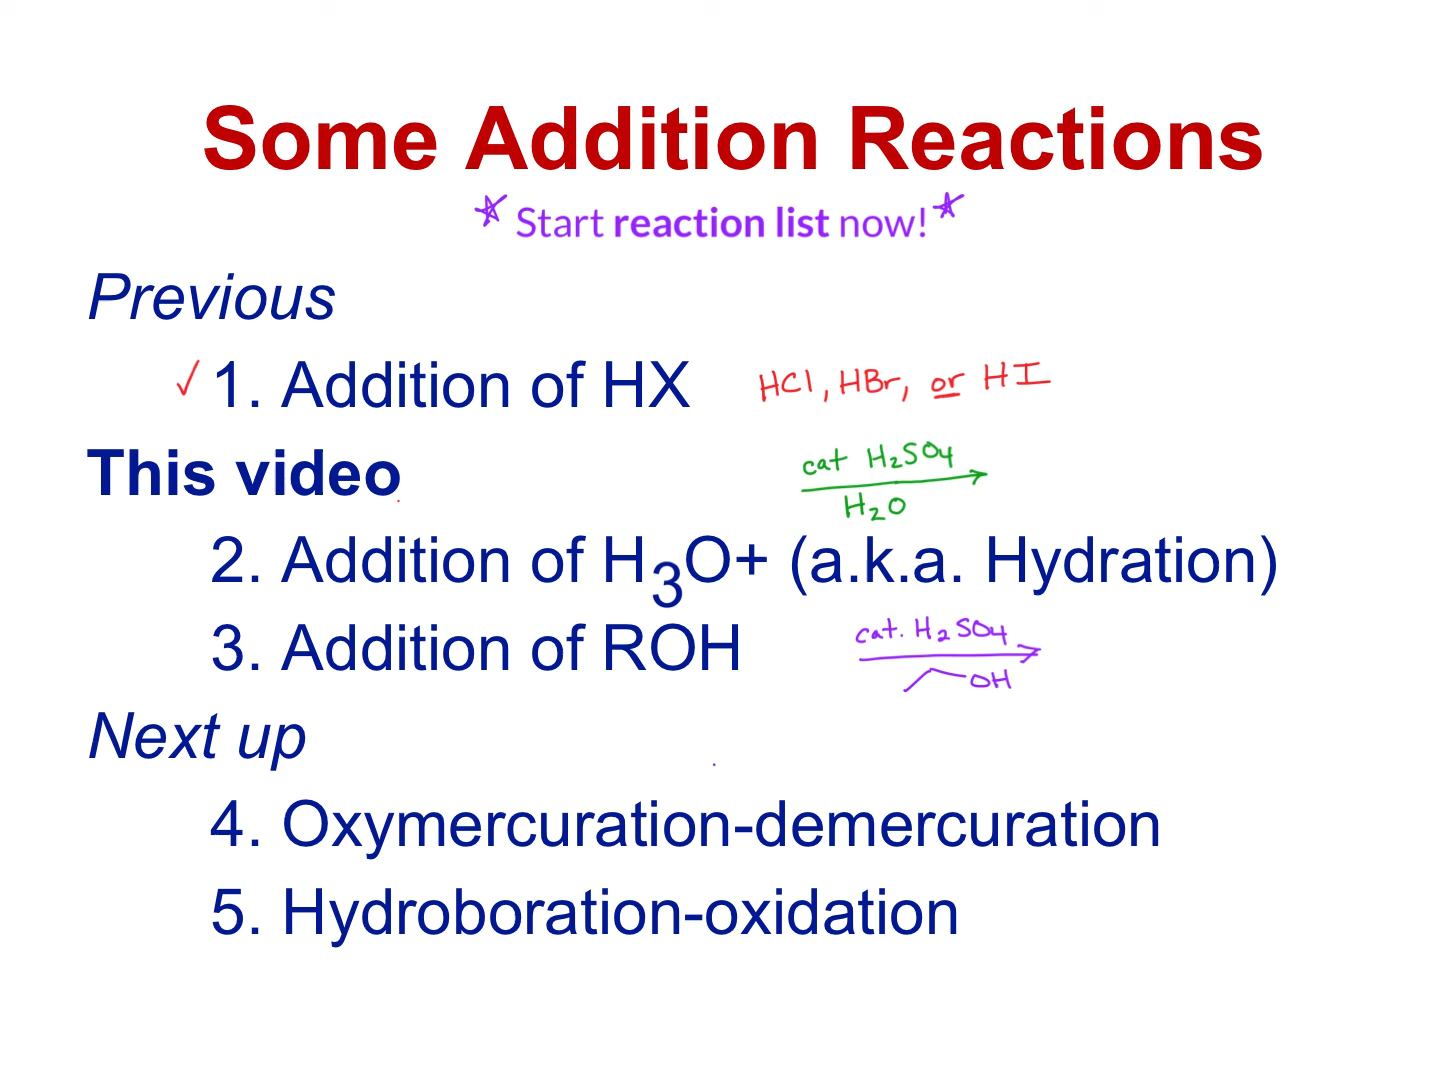 Some Addition Reactions
Start reaction list now!
Previous
✓ 1. Addition of HX HCl, HBr, or HI
This video
cat H₂SO₄
H₂O
2. Addition of H₃O+ (a.k.a. Hydration)
3. Addition of ROH
cat. H₂SO₄
OH
Next up
4. Oxymercuration-demercuration
5. Hydroboration-oxidation